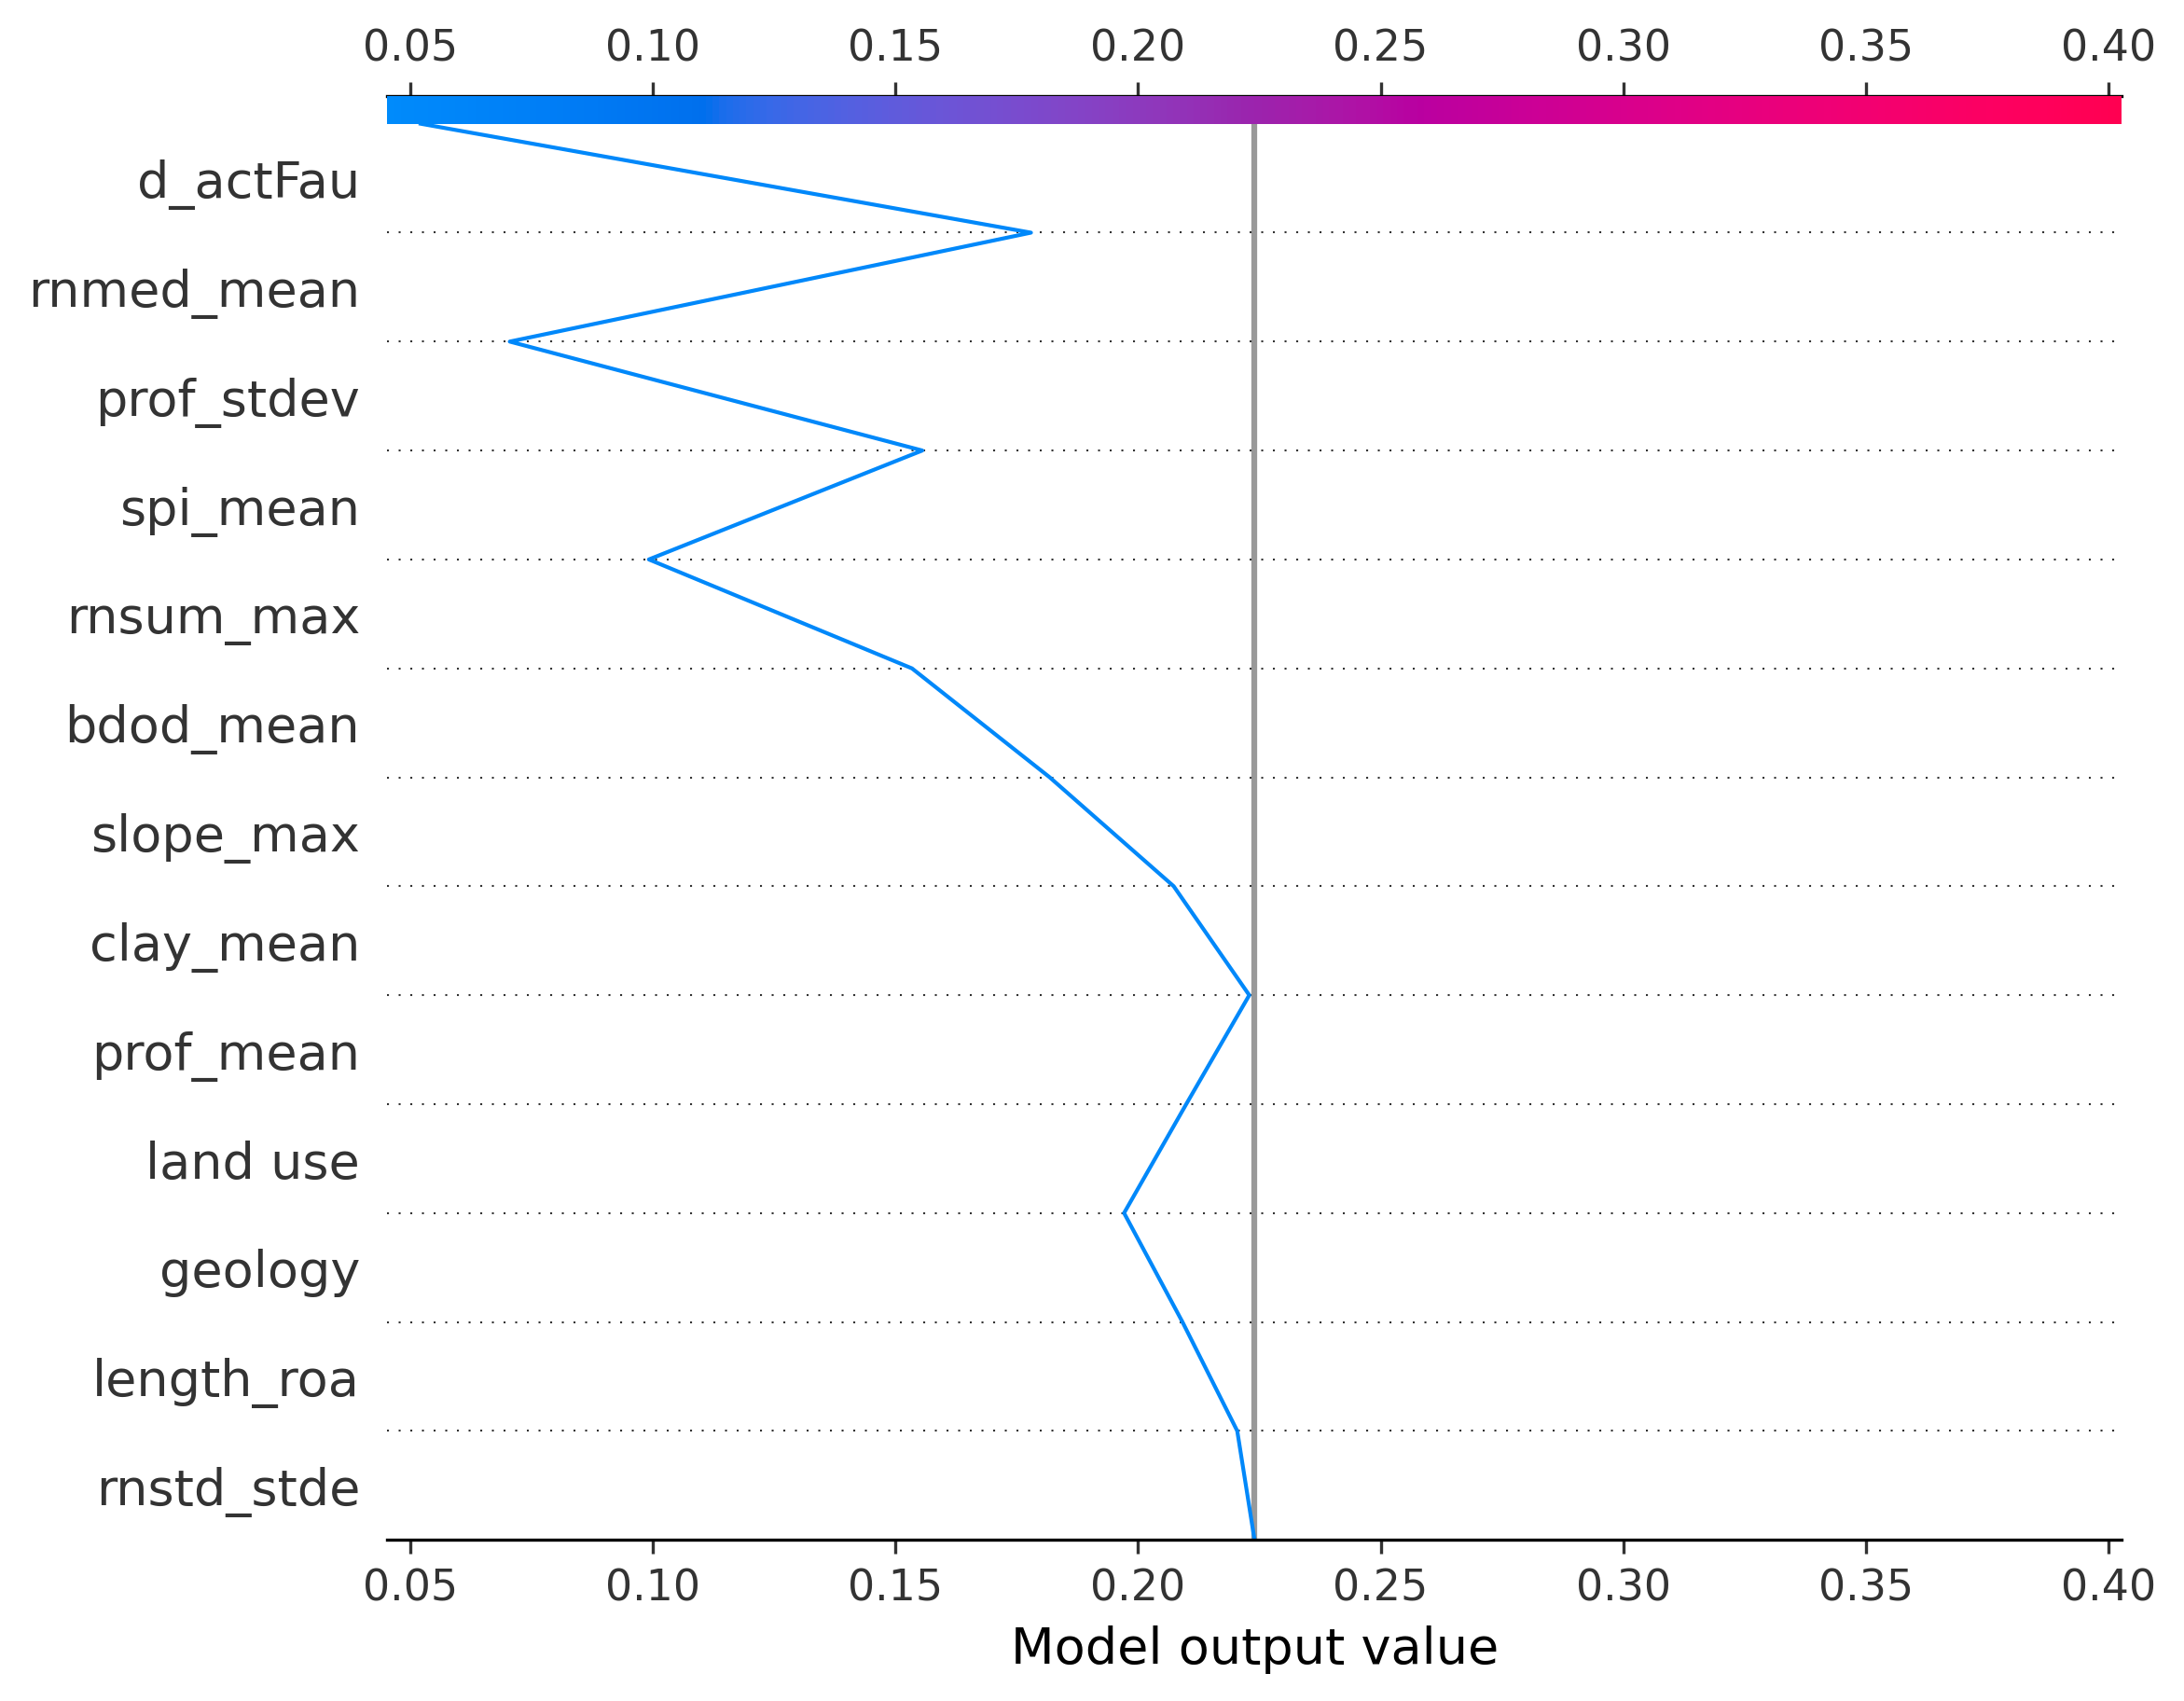 0.05 0.10 0.15 0.20 0.25 0.30 0.35 0.40
d_actFau
rnmed_mean
prof_stdev
spi_mean
rnsum_max
bdod_mean
slope_max
clay_mean
prof_mean
land use
geology
length_roa
rnstd_stde
0.05 0.10 0.15 0.20 0.25 0.30 0.35 0.40
Model output value